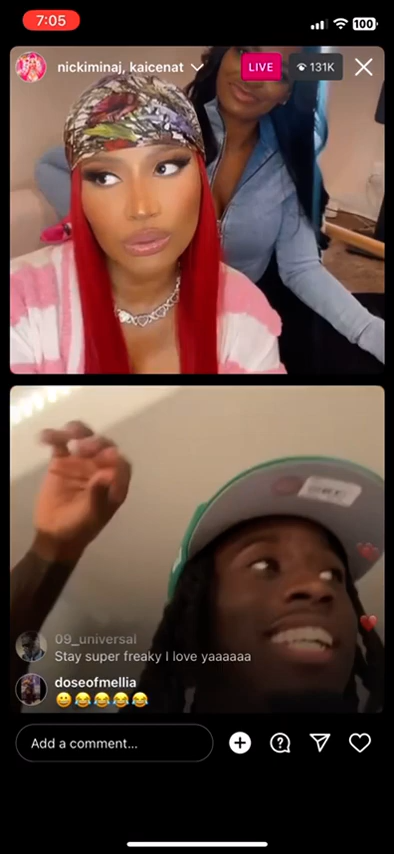 7:05
100
nickiminaj, kaicenat
LIVE
131K
09_universal
Stay super freaky I love yaaaaaa
doseofmellia
😀😂😂😂😂
Add a comment...